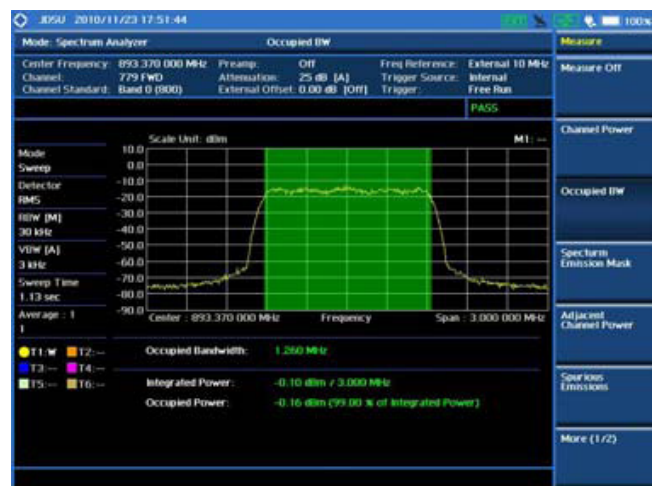 JDSU 2010/11/23 17:51:44
100%
Mode: Spectrum Analyzer Occupied BW
Measure
Center Frequency: 893.370 000 MHz Preamp: Off Freq Reference: External 10 MHz
Channel: 779 FWD Attenuation: 25 dB [A] Trigger Source: Internal
Channel Standard: Band 0 (800) External Offset: 0.00 dB [Off] Trigger: Free Run
PASS
Measure Off
Channel Power
Occupied BW
Specturm
Emission Mask
Adjacent
Channel Power
Spurious
Emissions
More (1/2)
Scale Unit: dBm M1: --
Mode
Sweep
Detector
RMS
RBW [M]
30 kHz
VBW [A]
3 kHz
Sweep Time
1.13 sec
Average : 1
1
10.0
0.0
-10.0
-20.0
-30.0
-40.0
-50.0
-60.0
-70.0
-80.0
-90.0
Center : 893.370 000 MHz Frequency Span : 3.000 000 MHz
T1:W T2:--
T3:-- T4:--
T5:-- T6:--
Occupied Bandwidth: 1.260 MHz
Integrated Power: -0.10 dBm / 3.000 MHz
Occupied Power: -0.16 dBm (99.00 % of Integrated Power)